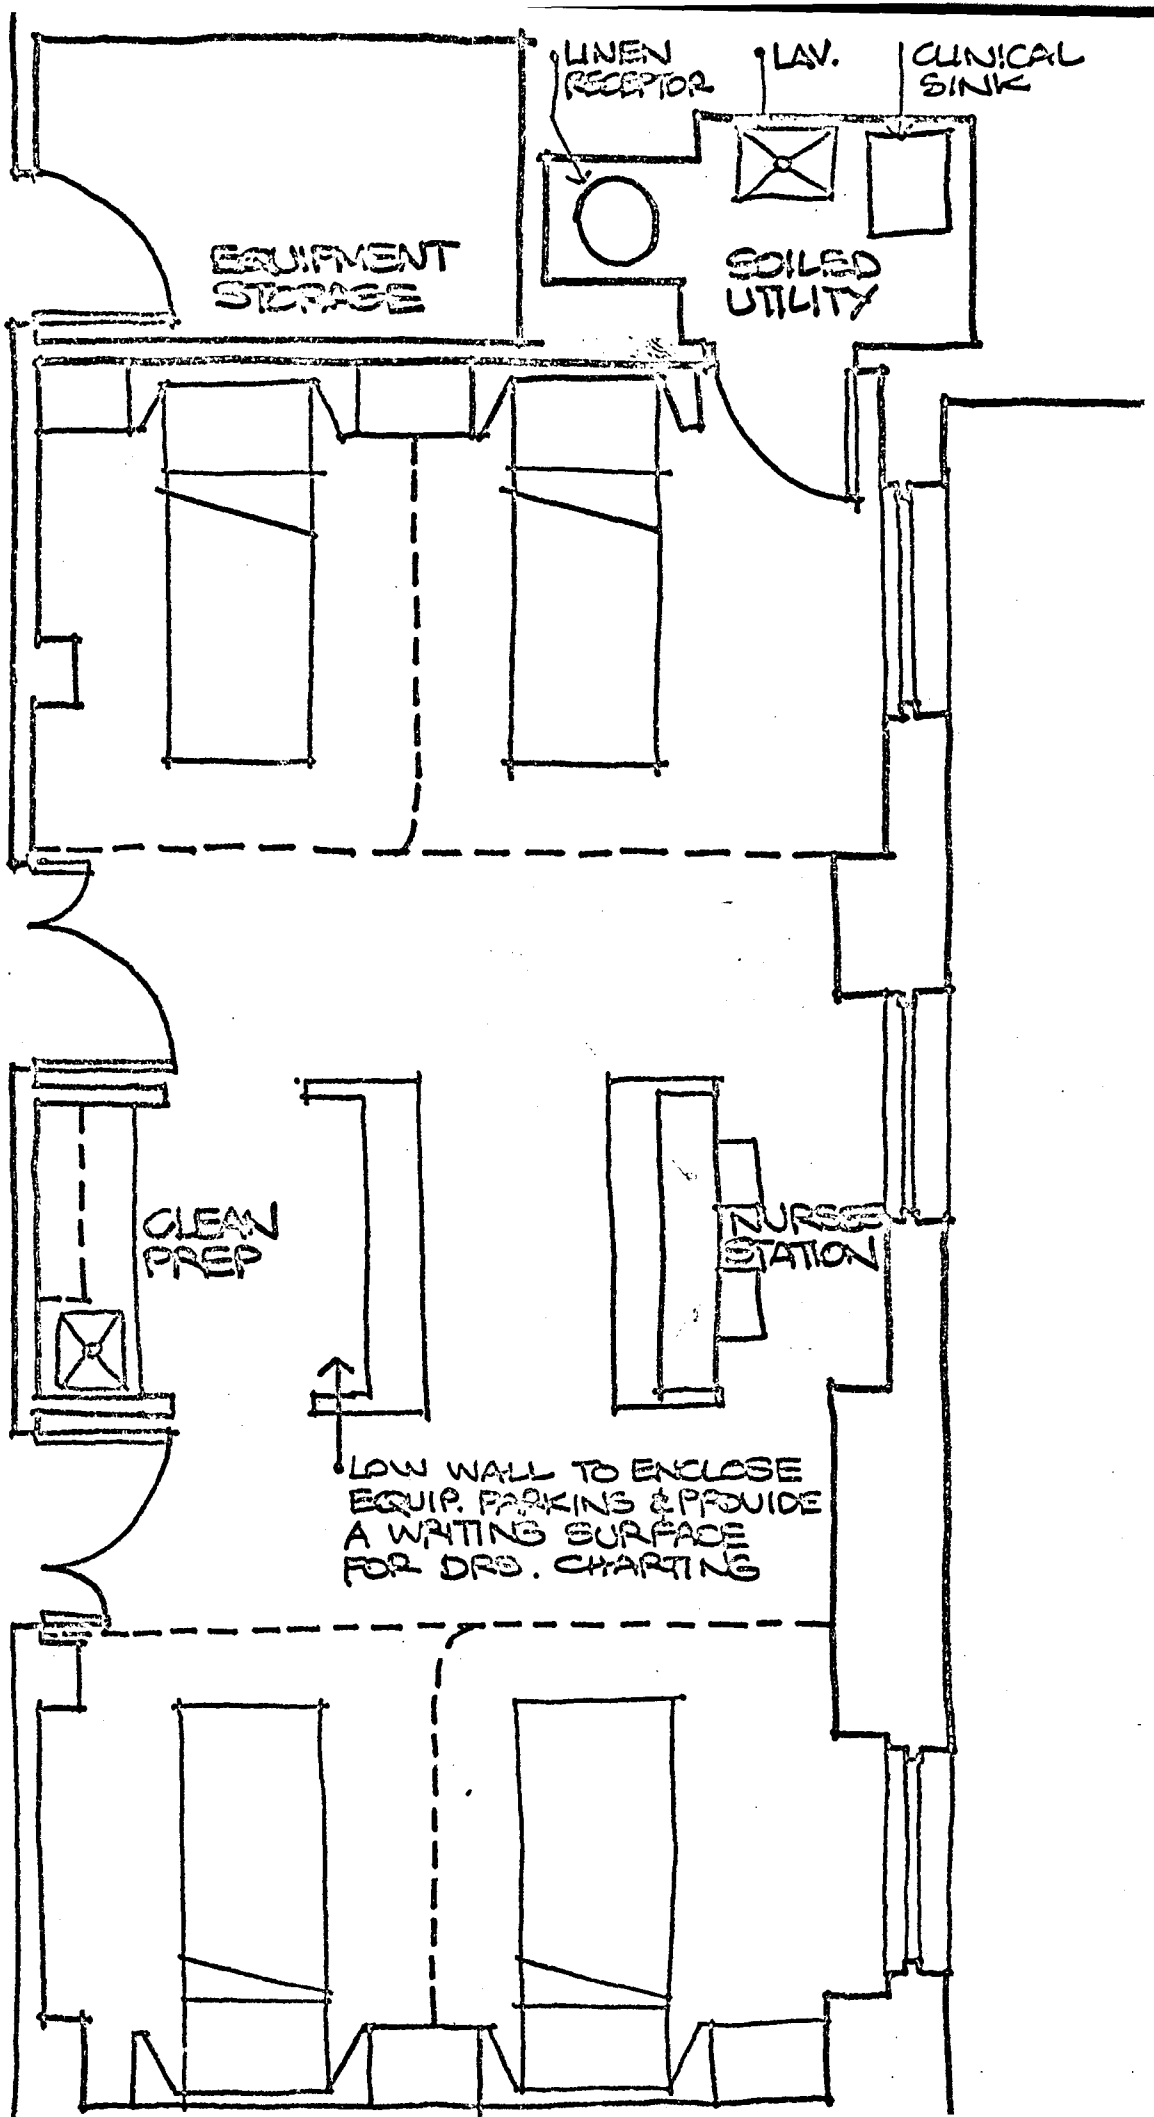 LINEN
RECEPTOR
LAV.
CLINICAL
SINK
EQUIPMENT
STORAGE
SOILED
UTILITY
CLEAN
PREP
NURSES
STATION
LOW WALL TO ENCLOSE
EQUIP. PARKING & PROVIDE
A WRITING SURFACE
FOR DRS. CHARTING